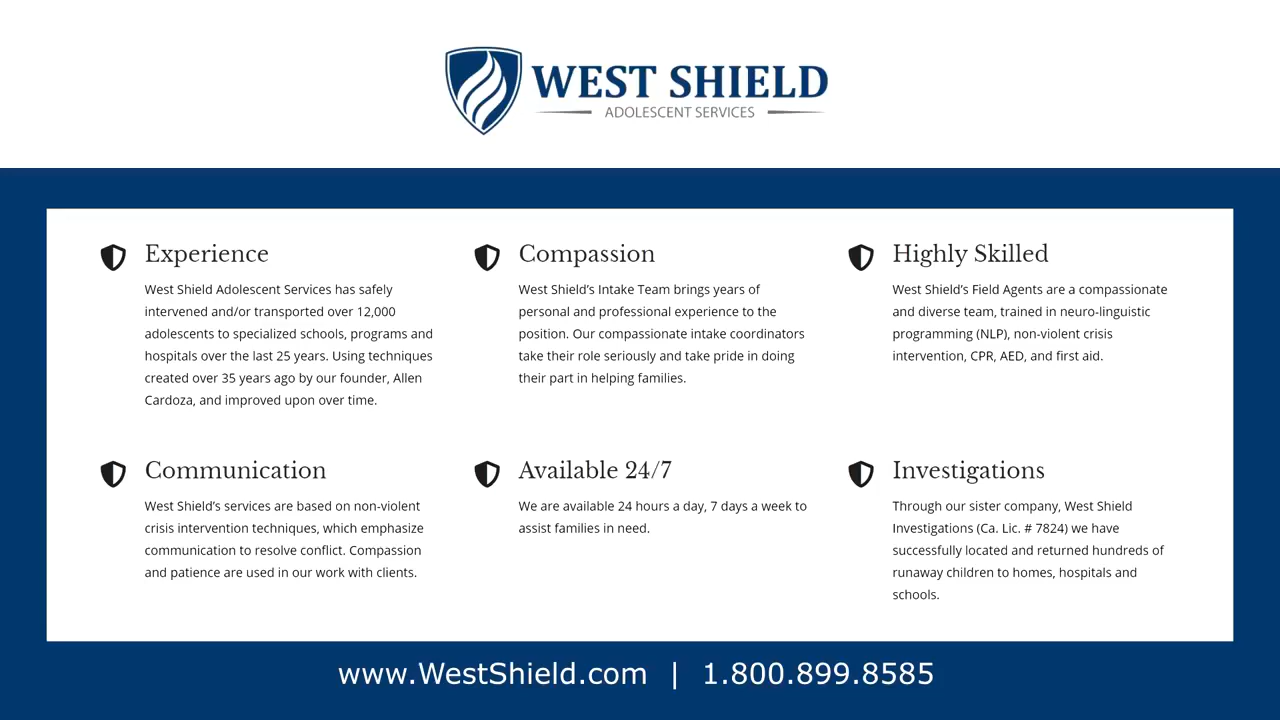 WEST SHIELD
ADOLESCENT SERVICES
Experience
West Shield Adolescent Services has safely
intervened and/or transported over 12,000
adolescents to specialized schools, programs and
hospitals over the last 25 years. Using techniques
created over 35 years ago by our founder, Allen
Cardoza, and improved upon over time.
Compassion
West Shield’s Intake Team brings years of
personal and professional experience to the
position. Our compassionate intake coordinators
take their role seriously and take pride in doing
their part in helping families.
Highly Skilled
West Shield’s Field Agents are a compassionate
and diverse team, trained in neuro-linguistic
programming (NLP), non-violent crisis
intervention, CPR, AED, and first aid.
Communication
West Shield’s services are based on non-violent
crisis intervention techniques, which emphasize
communication to resolve conflict. Compassion
and patience are used in our work with clients.
Available 24/7
We are available 24 hours a day, 7 days a week to
assist families in need.
Investigations
Through our sister company, West Shield
Investigations (Ca. Lic. # 7824) we have
successfully located and returned hundreds of
runaway children to homes, hospitals and
schools.
www.WestShield.com | 1.800.899.8585